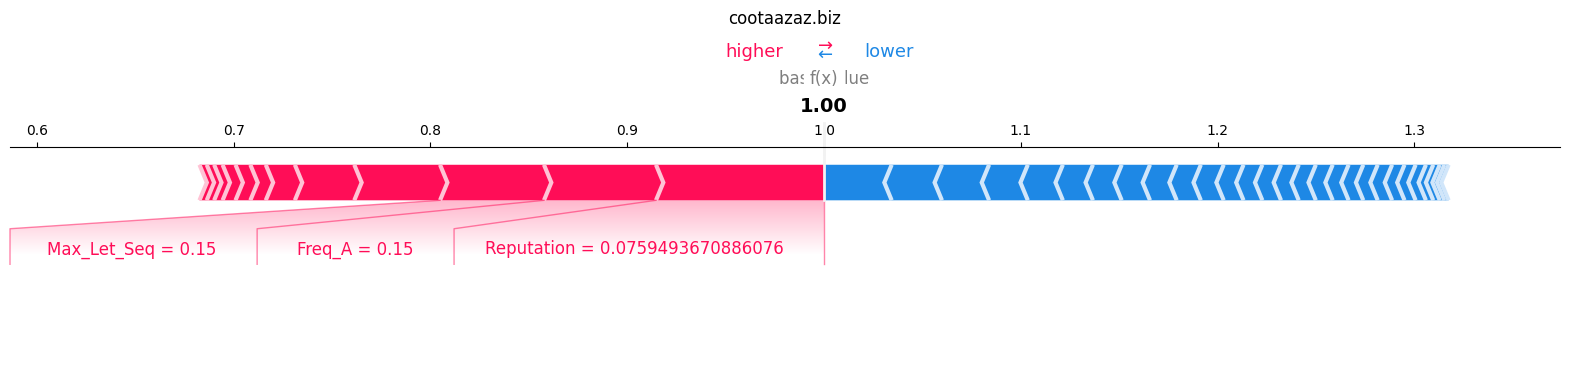 cootaazaz.biz
higher ⇄ lower
f(x)
1.00
0.6 0.7 0.8 0.9 1.1 1.2 1.3
Max_Let_Seq = 0.15 Freq_A = 0.15 Reputation = 0.0759493670886076